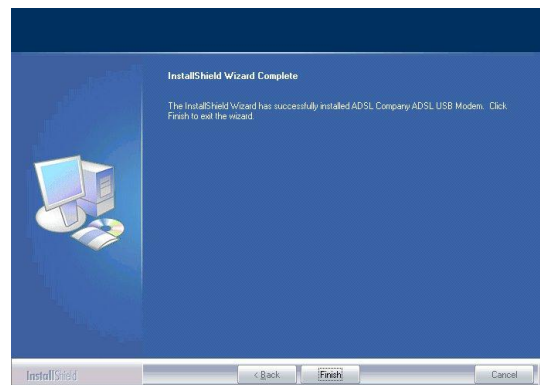 InstallShield Wizard Complete
The InstallShield Wizard has successfully installed ADSL Company ADSL USB Modem. Click
Finish to exit the wizard.
InstallShield
< Back
Finish
Cancel